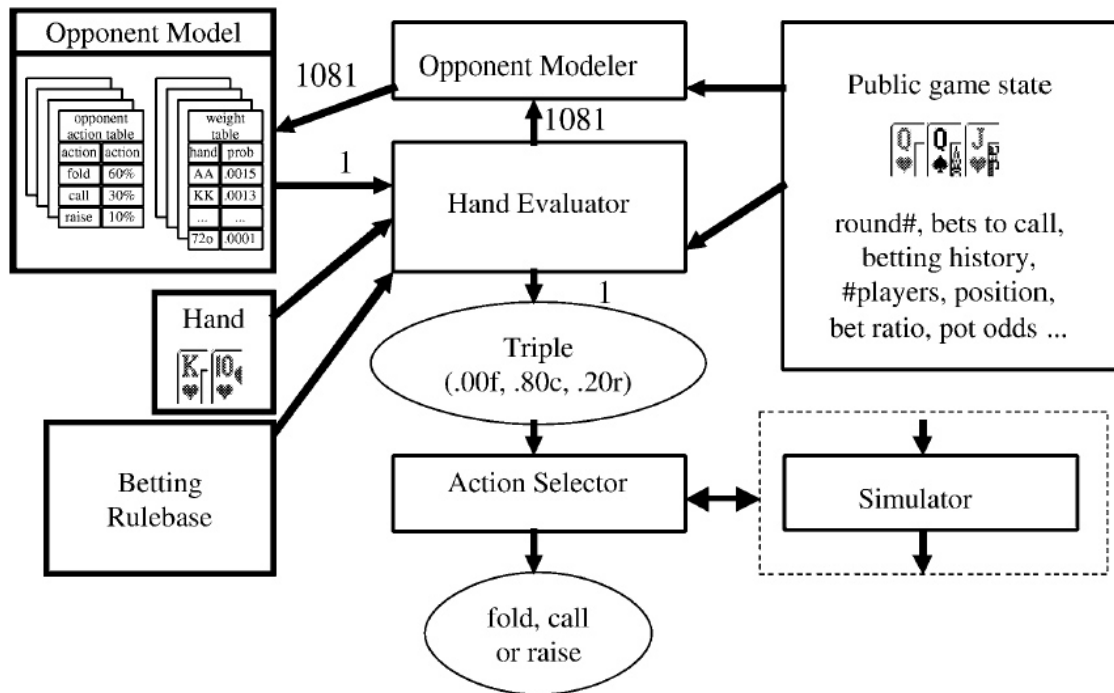 Opponent Model
opponent
action table
action action
fold 60%
call 30%
raise 10%
weight
table
hand prob
AA .0015
KK .0013
... ...
72o .0001
1081
Opponent Modeler
1081
1
Hand Evaluator
Public game state
Q Q J
round#, bets to call,
betting history,
#players, position,
bet ratio, pot odds ...
Hand
K 10
Betting
Rulebase
1
Triple
(.00f, .80c, .20r)
Action Selector
Simulator
fold, call
or raise